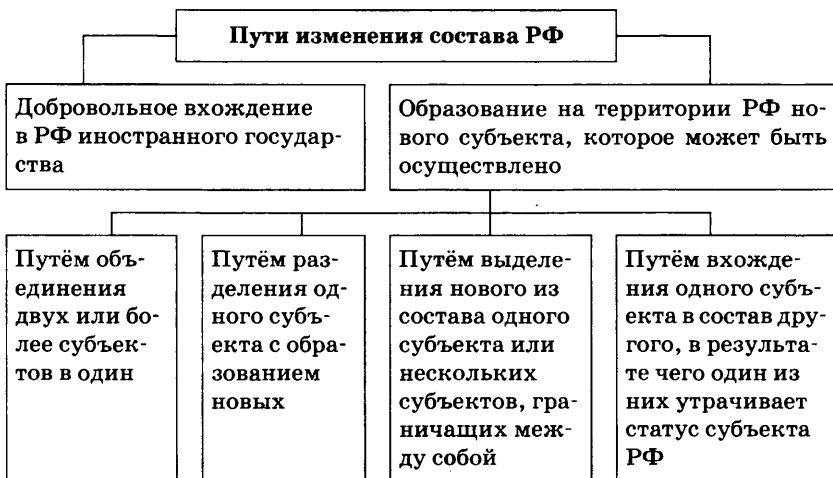 Пути изменения состава РФ
Добровольное вхождение
в РФ иностранного государ-
ства
Образование на территории РФ но-
вого субъекта, которое может быть
осуществлено
Путём объ-
единения
двух или бо-
лее субъек-
тов в один
Путём раз-
деления од-
ного субъ-
екта с обра-
зованием
новых
Путём выделе-
ния нового из
состава одного
субъекта или
нескольких
субъектов, гра-
ничащих меж-
ду собой
Путём вхожде-
ния одного субъ-
екта в состав дру-
гого, в результа-
те чего один из
них утрачивает
статус субъекта
РФ